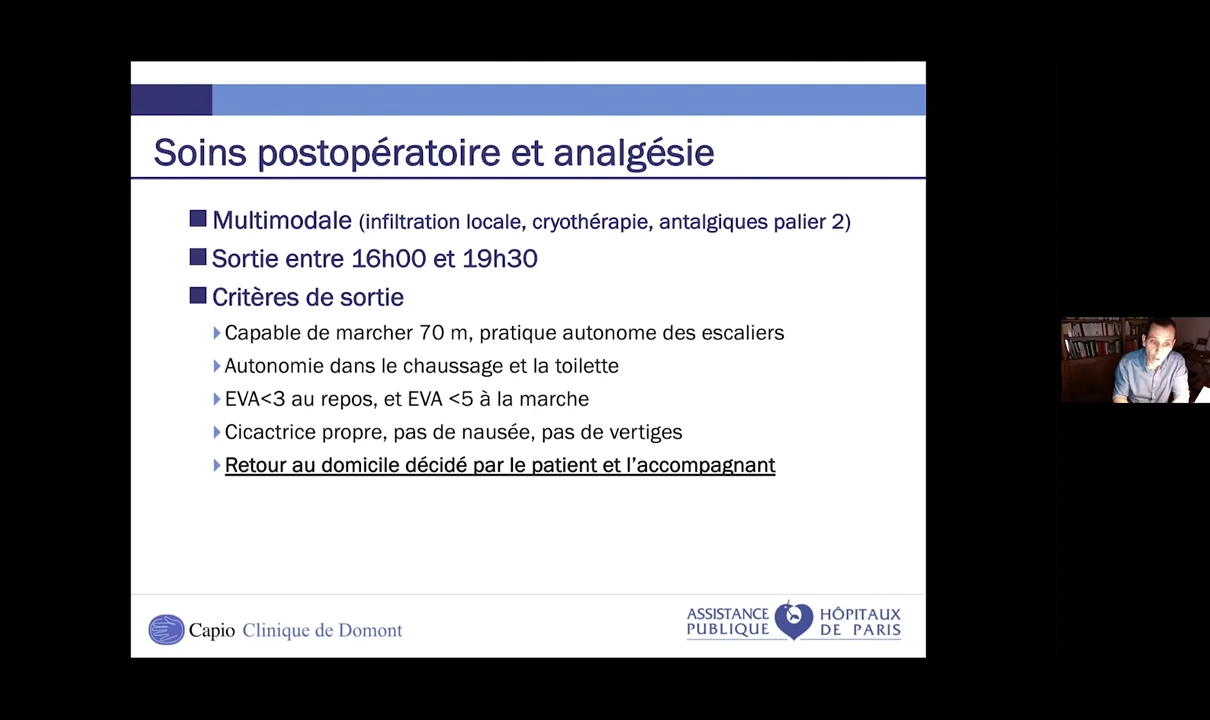 Soins postopératoire et analgésie
Multimodale (infiltration locale, cryothérapie, antalgiques palier 2)
Sortie entre 16h00 et 19h30
Critères de sortie
Capable de marcher 70 m, pratique autonome des escaliers
Autonomie dans le chaussage et la toilette
EVA<3 au repos, et EVA <5 à la marche
Cicactrice propre, pas de nausée, pas de vertiges
Retour au domicile décidé par le patient et l'accompagnant
Capio Clinique de Domont
ASSISTANCE HÔPITAUX
PUBLIQUE DE PARIS